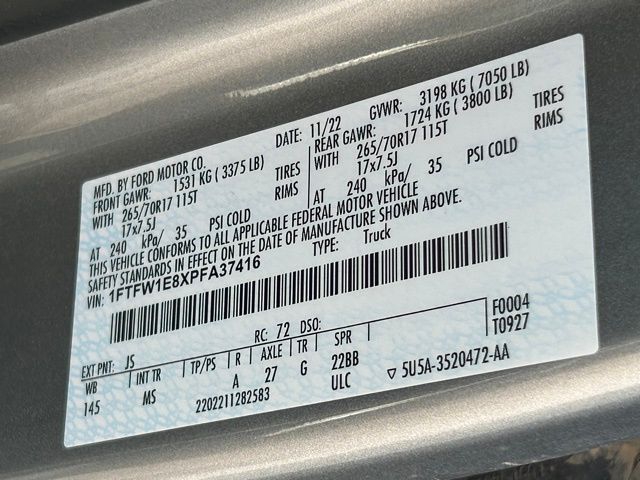 MFD. BY FORD MOTOR CO. DATE: 11/22 GVWR: 3198 KG ( 7050 LB)
FRONT GAWR: 1531 KG ( 3375 LB) REAR GAWR: 1724 KG ( 3800 LB)
WITH 265/70R17 115T TIRES WITH 265/70R17 115T TIRES
17x7.5J RIMS 17x7.5J RIMS
AT 240 kPa/ 35 PSI COLD AT 240 kPa/ 35 PSI COLD
THIS VEHICLE CONFORMS TO ALL APPLICABLE FEDERAL MOTOR VEHICLE
SAFETY STANDARDS IN EFFECT ON THE DATE OF MANUFACTURE SHOWN ABOVE.
VIN: 1FTFW1E8XPFA37416 TYPE: Truck
F0004
T0927
EXT PNT: JS RC: 72 DSO:
WB INT TR TP/PS R AXLE TR SPR
145 MS A 27 G 22BB
ULC
2202211282583
▽ 5U5A-3520472-AA